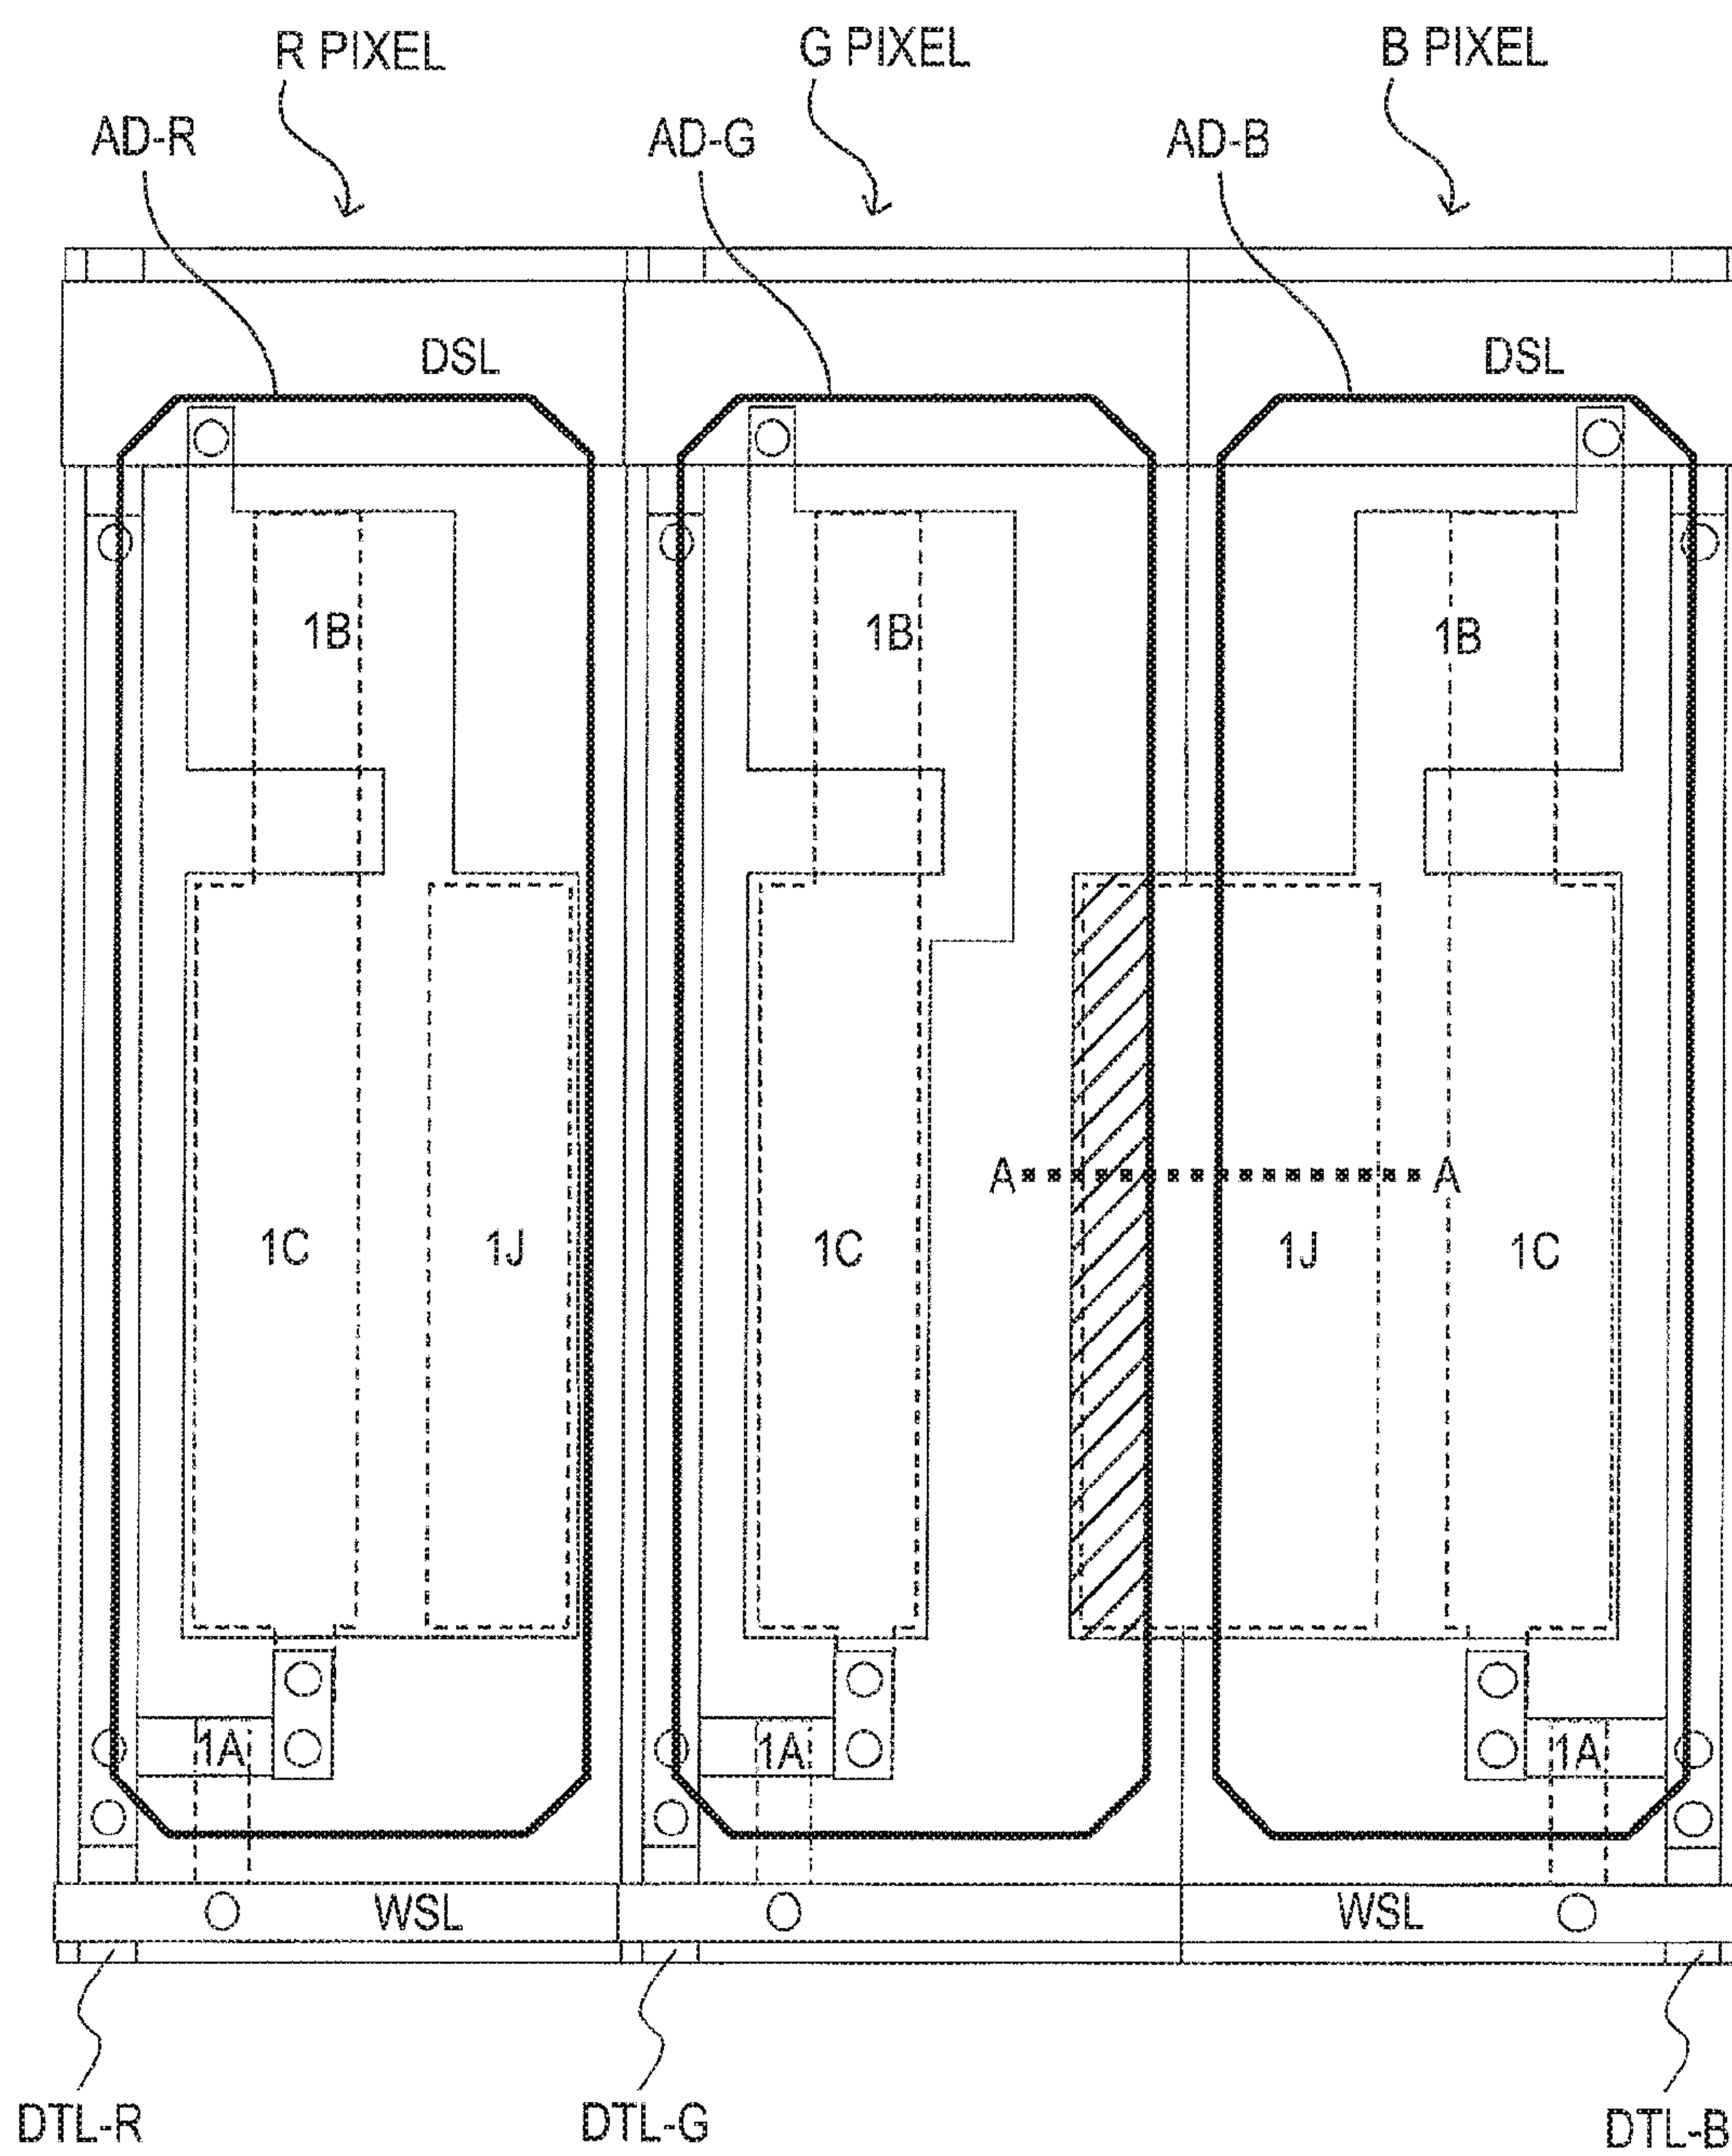 R PIXEL G PIXEL B PIXEL
AD-R AD-G AD-B
DSL DSL
1B 1B 1B
A A
1C 1J 1C 1J 1C
1A 1A 1A
WSL WSL
DTL-R DTL-G DTL-B